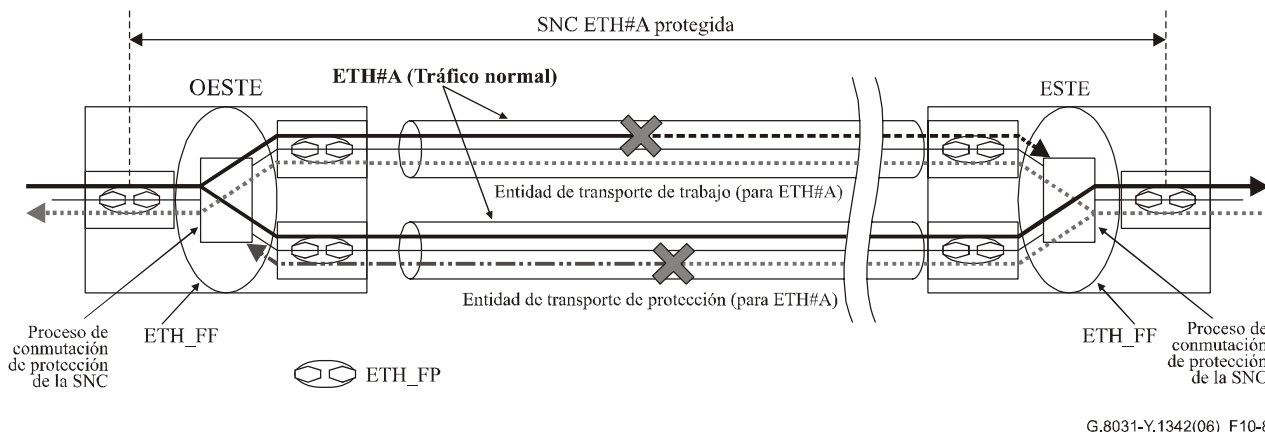 SNC ETH#A protegida
ETH#A (Tráfico normal)
OESTE
ESTE
Entidad de transporte de trabajo (para ETH#A)
Entidad de transporte de protección (para ETH#A)
Proceso de
conmutación
de protección
de la SNC
ETH_FF
ETH_FF
Proceso de
conmutación
de protección
de la SNC
ETH_FP
G.8031-Y.1342(06)_F10-8